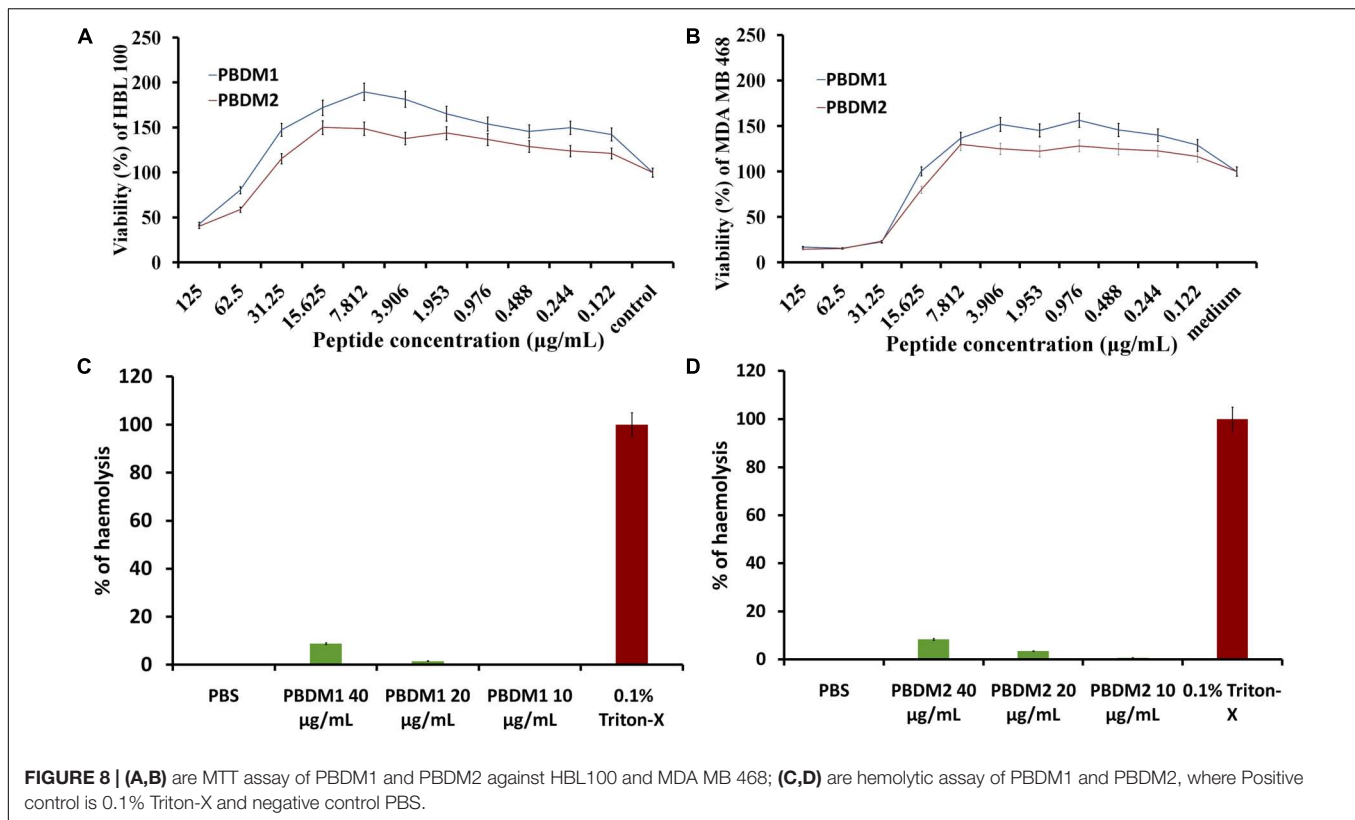 A
250
200
150
100
50
0
Viability (%) of HBL 100
PBDM1
PBDM2
125
62.5
31.25
15.625
7.812
3.906
1.953
0.976
0.488
0.244
0.122
control
Peptide concentration (µg/mL)
B
250
200
150
100
50
0
Viability (%) of MDA MB 468
PBDM1
PBDM2
125
62.5
31.25
15.625
7.812
3.906
1.953
0.976
0.488
0.244
0.122
medium
Peptide concentration (µg/mL)
C
120
100
80
60
40
20
0
% of haemolysis
PBS
PBDM1 40
µg/mL
PBDM1 20
µg/mL
PBDM1 10
µg/mL
0.1%
Triton-X
D
120
100
80
60
40
20
0
% of haemolysis
PBS
PBDM2 40
µg/mL
PBDM2 20
µg/mL
PBDM2 10
µg/mL
0.1% Triton-
X
FIGURE 8 | (A,B) are MTT assay of PBDM1 and PBDM2 against HBL100 and MDA MB 468; (C,D) are hemolytic assay of PBDM1 and PBDM2, where Positive
control is 0.1% Triton-X and negative control PBS.